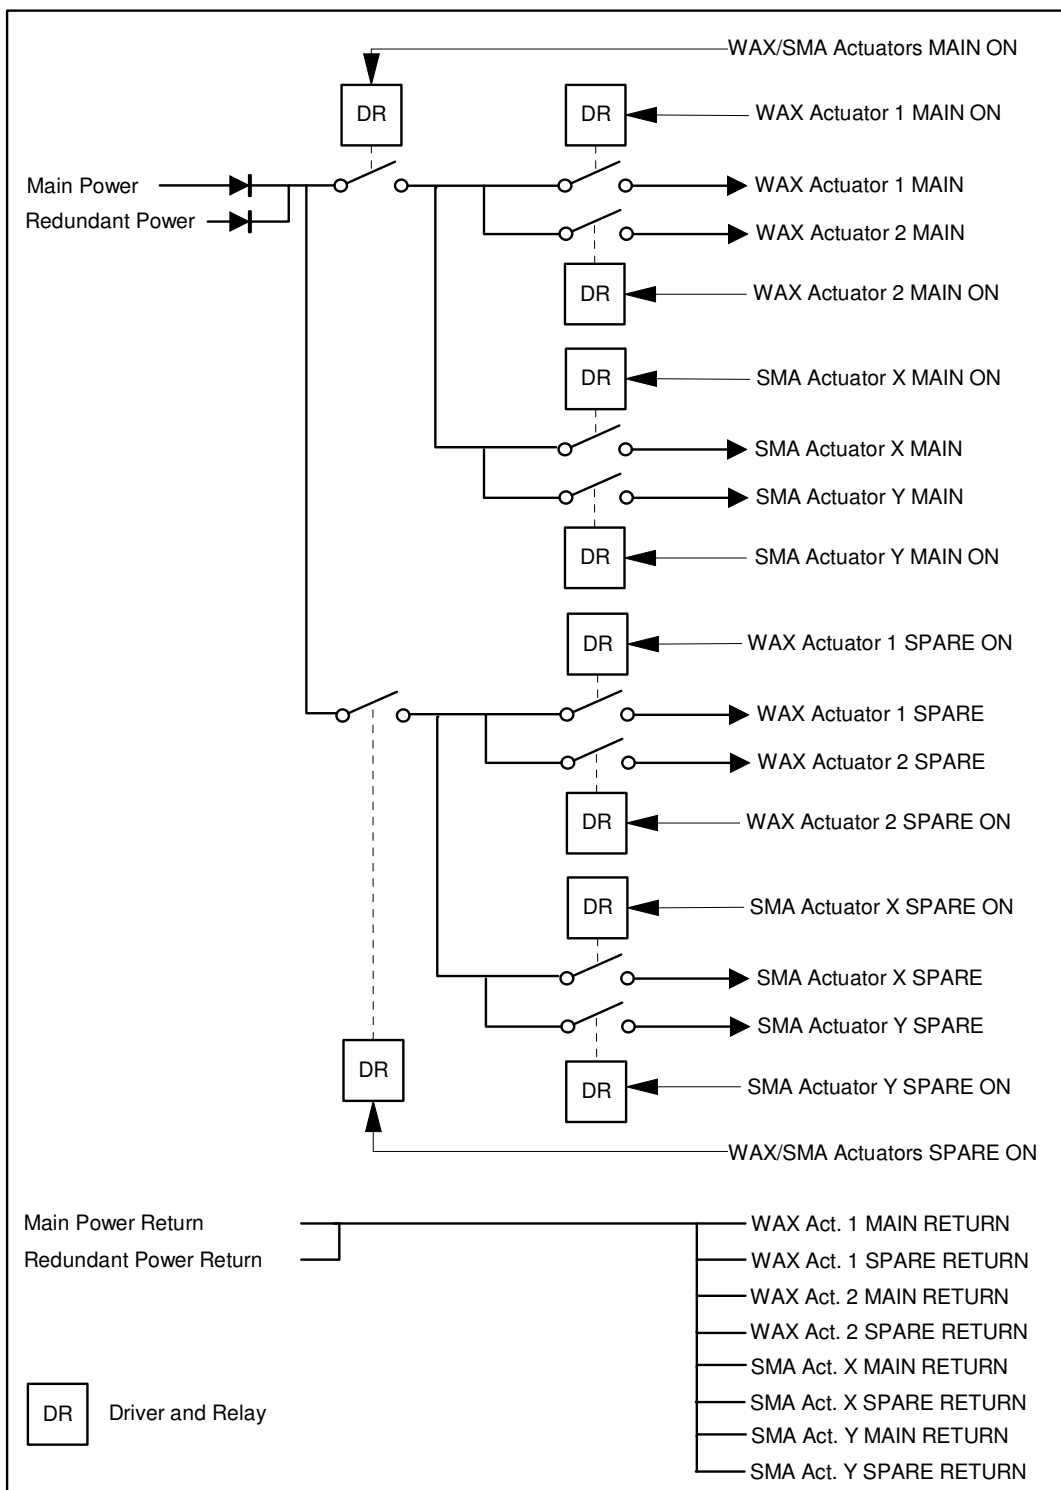 WAX/SMA Actuators MAIN ON
DR
DR
WAX Actuator 1 MAIN ON
Main Power
WAX Actuator 1 MAIN
Redundant Power
WAX Actuator 2 MAIN
DR
WAX Actuator 2 MAIN ON
DR
SMA Actuator X MAIN ON
SMA Actuator X MAIN
SMA Actuator Y MAIN
DR
SMA Actuator Y MAIN ON
DR
WAX Actuator 1 SPARE ON
WAX Actuator 1 SPARE
WAX Actuator 2 SPARE
DR
WAX Actuator 2 SPARE ON
DR
SMA Actuator X SPARE ON
SMA Actuator X SPARE
SMA Actuator Y SPARE
DR
DR
SMA Actuator Y SPARE ON
WAX/SMA Actuators SPARE ON
Main Power Return
WAX Act. 1 MAIN RETURN
Redundant Power Return
WAX Act. 1 SPARE RETURN
WAX Act. 2 MAIN RETURN
WAX Act. 2 SPARE RETURN
SMA Act. X MAIN RETURN
SMA Act. X SPARE RETURN
DR
Driver and Relay
SMA Act. Y MAIN RETURN
SMA Act. Y SPARE RETURN